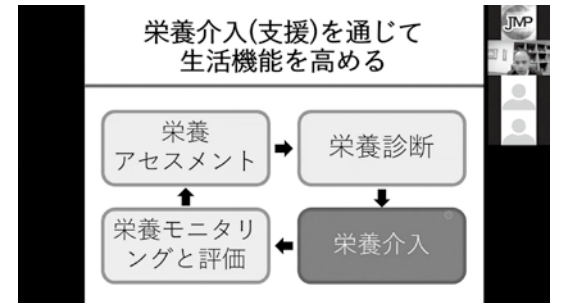 栄養介入(支援)を通じて
生活機能を高める
JMP
栄養
アセスメント
栄養診断
栄養モニタリ
ングと評価
栄養介入